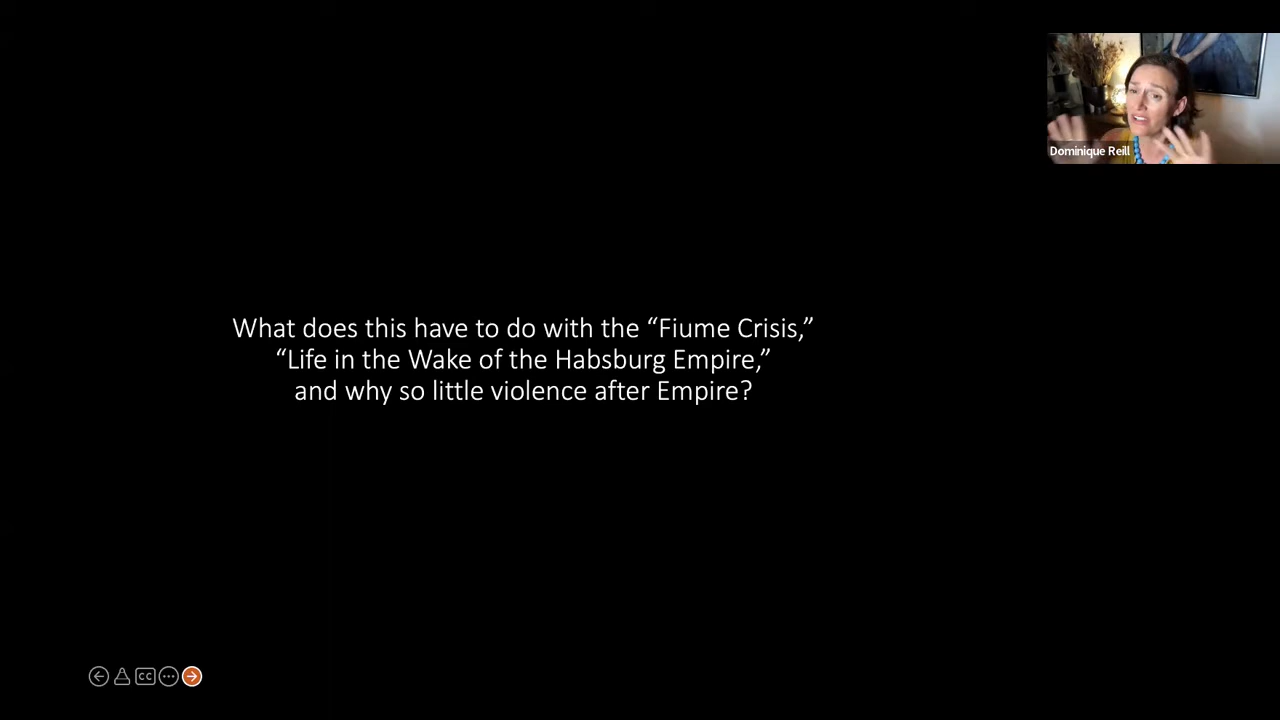 Dominique Reill
What does this have to do with the “Fiume Crisis,”
“Life in the Wake of the Habsburg Empire,”
and why so little violence after Empire?
CC